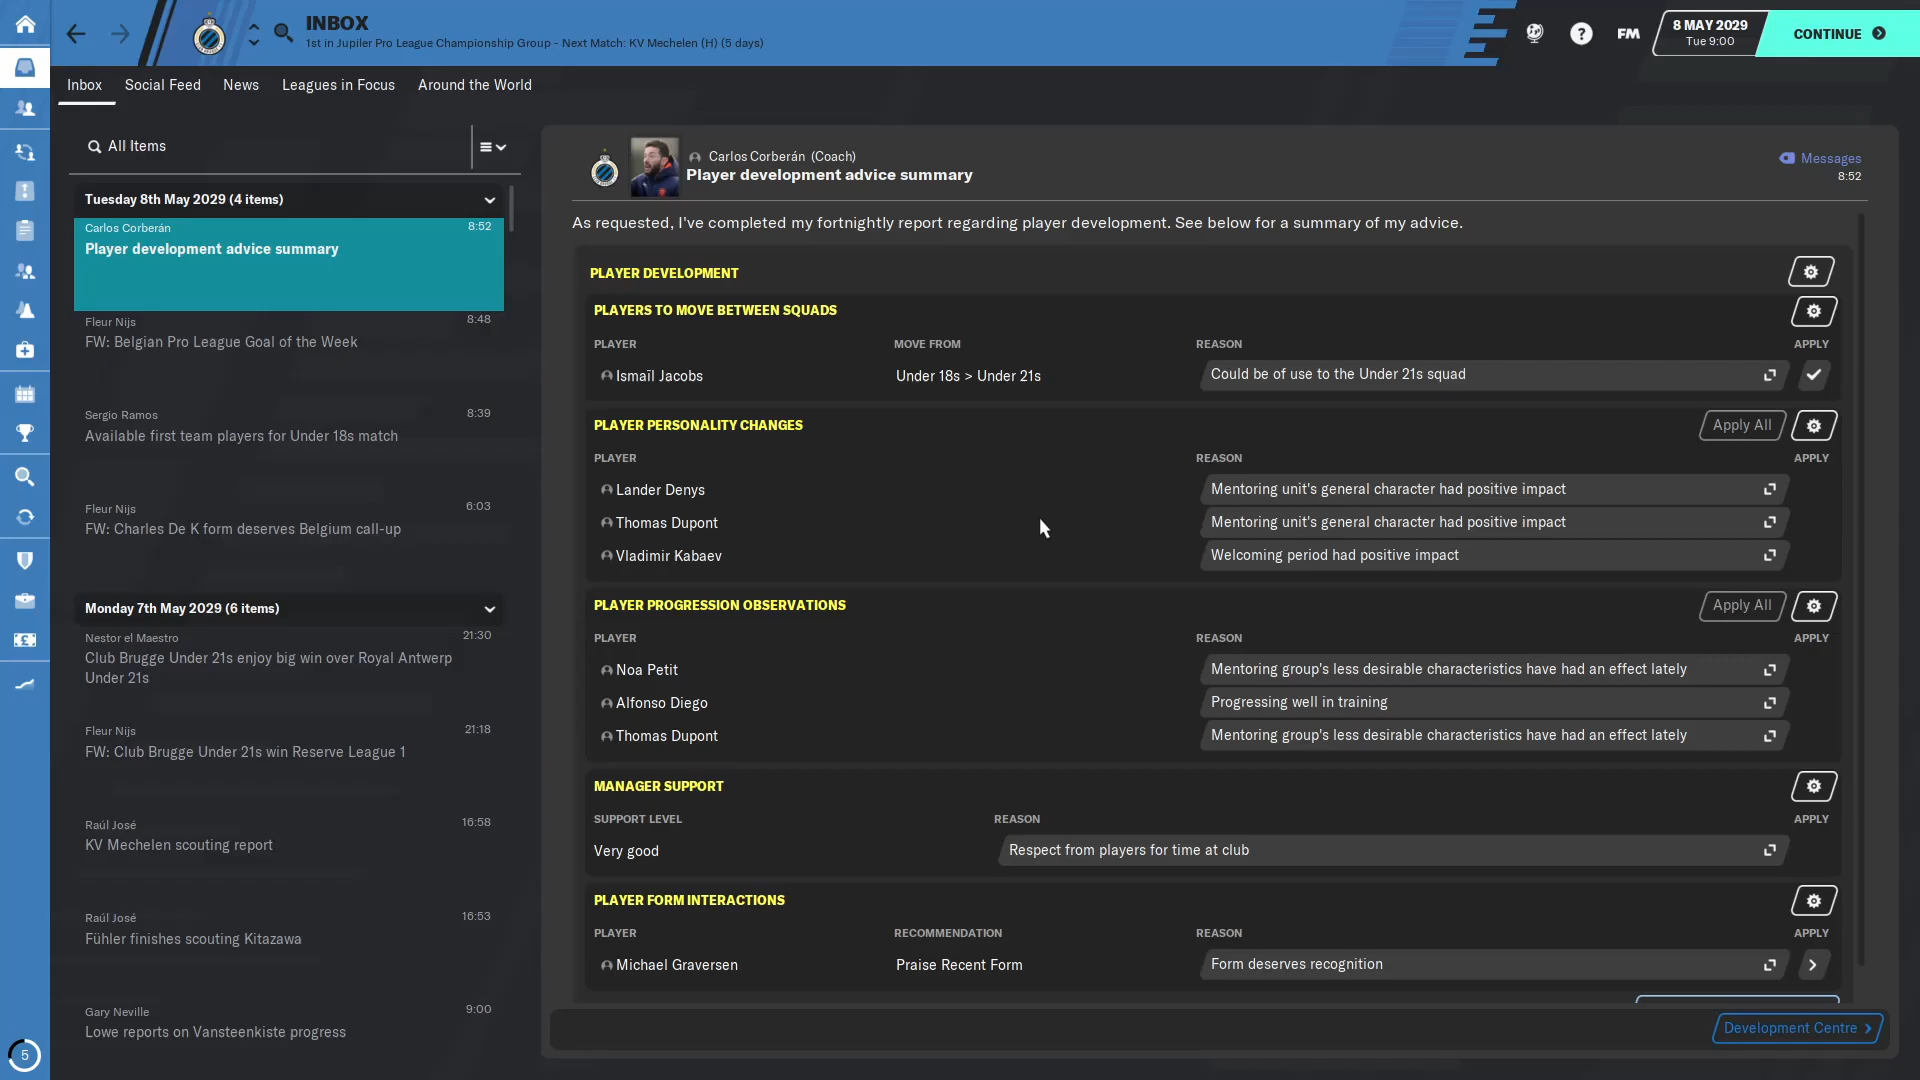 INBOX
1st in Jupiler Pro League Championship Group - Next Match: KV Mechelen (H) (5 days)
FM
8 MAY 2029
Tue 9:00
CONTINUE
Inbox
Social Feed
News
Leagues in Focus
Around the World
All Items
Tuesday 8th May 2029 (4 items)
Carlos Corberán
8:52
Player development advice summary
Fleur Nijs
8:48
FW: Belgian Pro League Goal of the Week
Sergio Ramos
8:39
Available first team players for Under 18s match
Fleur Nijs
6:03
FW: Charles De K form deserves Belgium call-up
Monday 7th May 2029 (6 items)
Nestor el Maestro
21:30
Club Brugge Under 21s enjoy big win over Royal Antwerp
Under 21s
Fleur Nijs
21:18
FW: Club Brugge Under 21s win Reserve League 1
Raúl José
16:58
KV Mechelen scouting report
Raúl José
16:53
Fühler finishes scouting Kitazawa
Gary Neville
9:00
Lowe reports on Vansteenkiste progress
5
Carlos Corberán (Coach)
Player development advice summary
Messages
8:52
As requested, I've completed my fortnightly report regarding player development. See below for a summary of my advice.
PLAYER DEVELOPMENT
PLAYERS TO MOVE BETWEEN SQUADS
PLAYER
MOVE FROM
REASON
APPLY
Ismaïl Jacobs
Under 18s > Under 21s
Could be of use to the Under 21s squad
PLAYER PERSONALITY CHANGES
Apply All
PLAYER
REASON
APPLY
Lander Denys
Mentoring unit's general character had positive impact
Thomas Dupont
Mentoring unit's general character had positive impact
Vladimir Kabaev
Welcoming period had positive impact
PLAYER PROGRESSION OBSERVATIONS
Apply All
PLAYER
REASON
APPLY
Noa Petit
Mentoring group's less desirable characteristics have had an effect lately
Alfonso Diego
Progressing well in training
Thomas Dupont
Mentoring group's less desirable characteristics have had an effect lately
MANAGER SUPPORT
SUPPORT LEVEL
REASON
APPLY
Very good
Respect from players for time at club
PLAYER FORM INTERACTIONS
PLAYER
RECOMMENDATION
REASON
APPLY
Michael Graversen
Praise Recent Form
Form deserves recognition
Development Centre